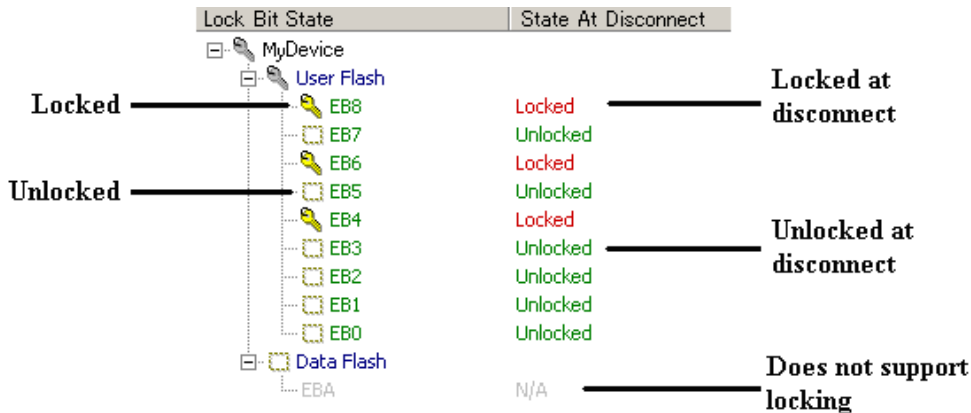 Lock Bit State State At Disconnect
MyDevice
User Flash
Locked EB8 Locked Locked at
disconnect
EB7 Unlocked
EB6 Locked
Unlocked EB5 Unlocked
EB4 Locked
EB3 Unlocked Unlocked at
disconnect
EB2 Unlocked
EB1 Unlocked
EB0 Unlocked
Data Flash
EBA N/A Does not support
locking